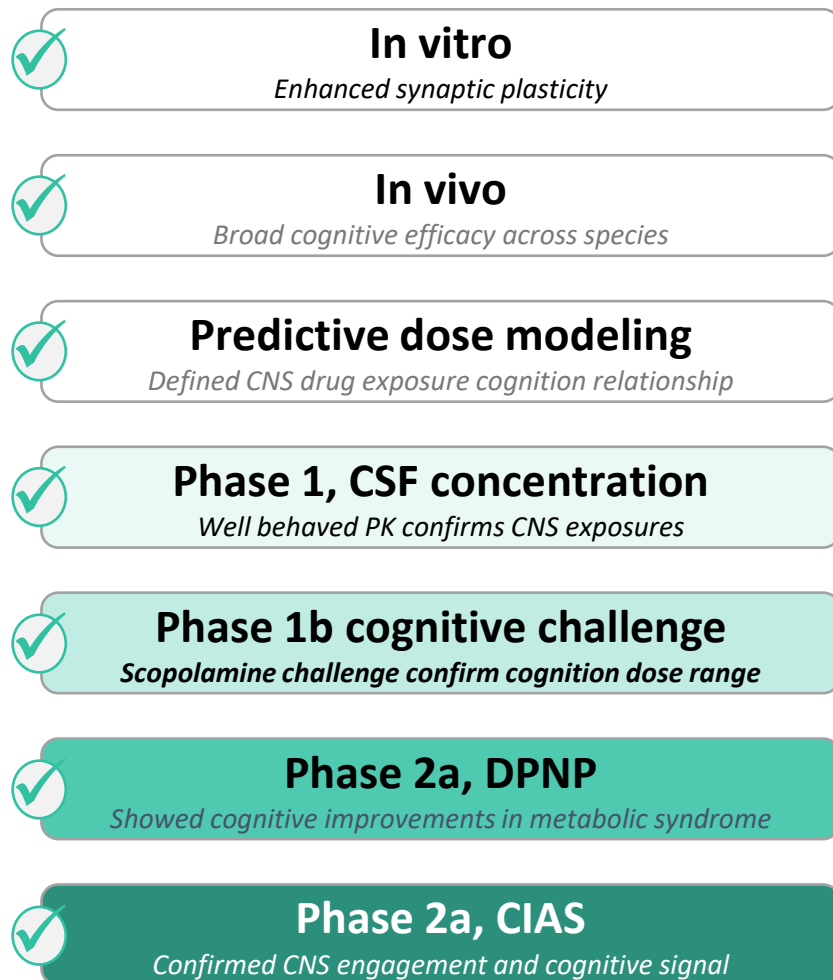 In vitro
Enhanced synaptic plasticity
In vivo
Broad cognitive efficacy across species
Predictive dose modeling
Defined CNS drug exposure cognition relationship
Phase 1, CSF concentration
Well behaved PK confirms CNS exposures
Phase 1b cognitive challenge
Scopolamine challenge confirm cognition dose range
Phase 2a, DPNP
Showed cognitive improvements in metabolic syndrome
Phase 2a, CIAS
Confirmed CNS engagement and cognitive signal